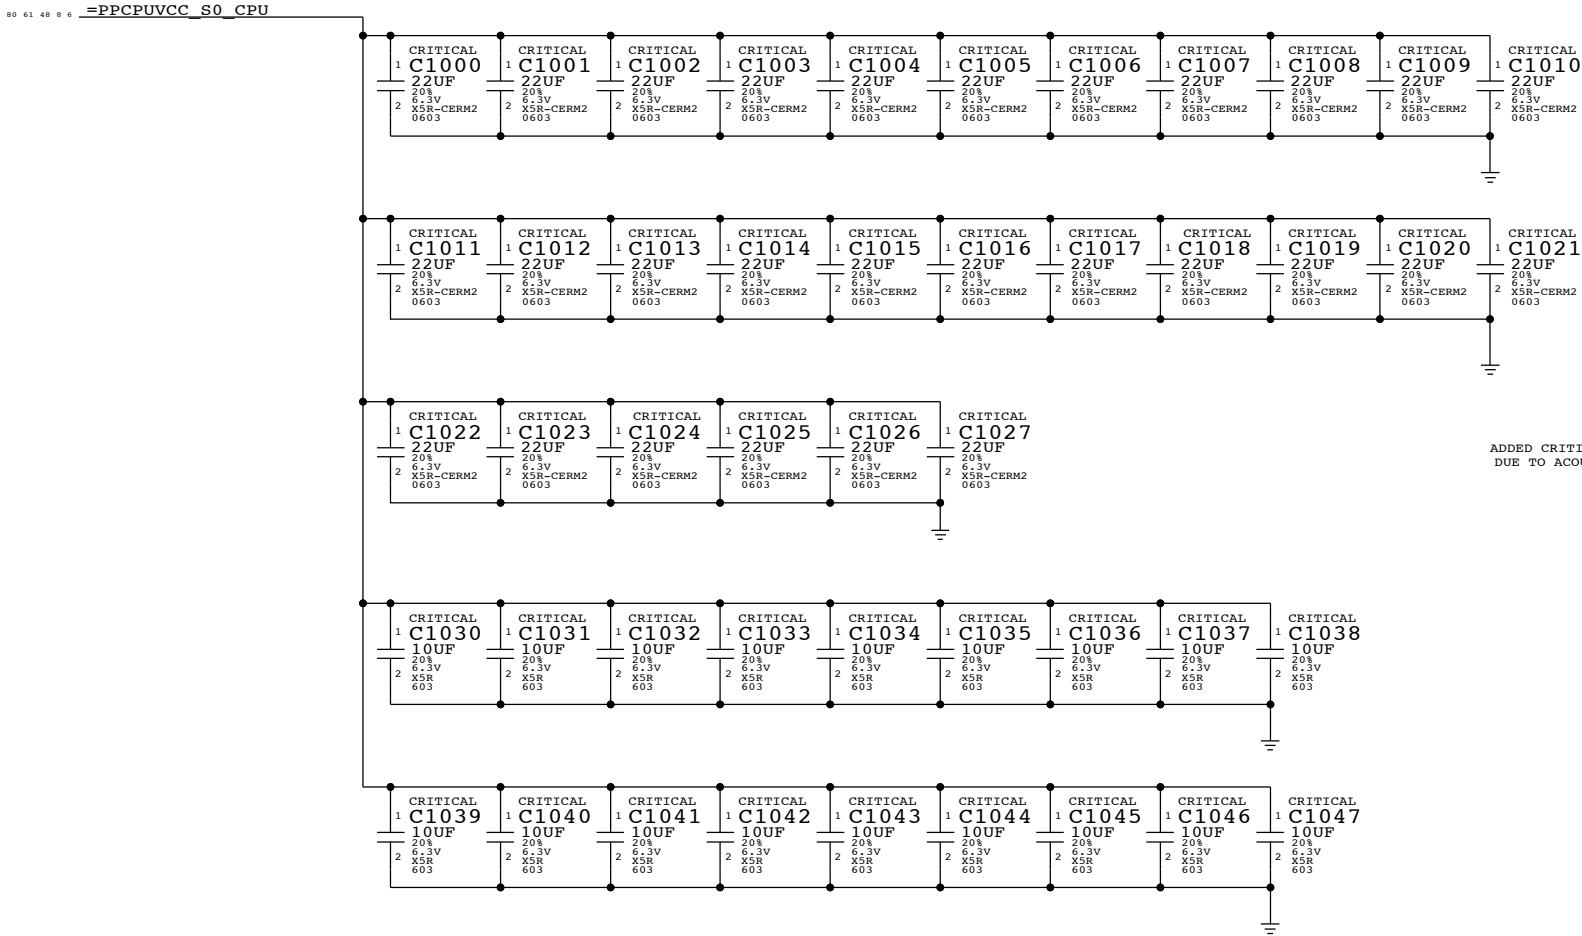 80 61 48 8 6 =PPCPUVCC_S0_CPU
CRITICAL CRITICAL CRITICAL CRITICAL CRITICAL CRITICAL CRITICAL CRITICAL CRITICAL CRITICAL CRITICAL
1 C1000 1 C1001 1 C1002 1 C1003 1 C1004 1 C1005 1 C1006 1 C1007 1 C1008 1 C1009 1 C1010
22UF 22UF 22UF 22UF 22UF 22UF 22UF 22UF 22UF 22UF 22UF
20% 20% 20% 20% 20% 20% 20% 20% 20% 20% 20%
2 6.3V 2 6.3V 2 6.3V 2 6.3V 2 6.3V 2 6.3V 2 6.3V 2 6.3V 2 6.3V 2 6.3V 2 6.3V
X5R-CERM2 X5R-CERM2 X5R-CERM2 X5R-CERM2 X5R-CERM2 X5R-CERM2 X5R-CERM2 X5R-CERM2 X5R-CERM2 X5R-CERM2 X5R-CERM2
0603 0603 0603 0603 0603 0603 0603 0603 0603 0603 0603
CRITICAL CRITICAL CRITICAL CRITICAL CRITICAL CRITICAL CRITICAL CRITICAL CRITICAL CRITICAL CRITICAL
1 C1011 1 C1012 1 C1013 1 C1014 1 C1015 1 C1016 1 C1017 1 C1018 1 C1019 1 C1020 1 C1021
22UF 22UF 22UF 22UF 22UF 22UF 22UF 22UF 22UF 22UF 22UF
20% 20% 20% 20% 20% 20% 20% 20% 20% 20% 20%
2 6.3V 2 6.3V 2 6.3V 2 6.3V 2 6.3V 2 6.3V 2 6.3V 2 6.3V 2 6.3V 2 6.3V 2 6.3V
X5R-CERM2 X5R-CERM2 X5R-CERM2 X5R-CERM2 X5R-CERM2 X5R-CERM2 X5R-CERM2 X5R-CERM2 X5R-CERM2 X5R-CERM2 X5R-CERM2
0603 0603 0603 0603 0603 0603 0603 0603 0603 0603 0603
CRITICAL CRITICAL CRITICAL CRITICAL CRITICAL CRITICAL
1 C1022 1 C1023 1 C1024 1 C1025 1 C1026 1 C1027
22UF 22UF 22UF 22UF 22UF 22UF
20% 20% 20% 20% 20% 20%
2 6.3V 2 6.3V 2 6.3V 2 6.3V 2 6.3V 2 6.3V
X5R-CERM2 X5R-CERM2 X5R-CERM2 X5R-CERM2 X5R-CERM2 X5R-CERM2
0603 0603 0603 0603 0603 0603
ADDED CRITI
DUE TO ACOU
CRITICAL CRITICAL CRITICAL CRITICAL CRITICAL CRITICAL CRITICAL CRITICAL CRITICAL
1 C1030 1 C1031 1 C1032 1 C1033 1 C1034 1 C1035 1 C1036 1 C1037 1 C1038
10UF 10UF 10UF 10UF 10UF 10UF 10UF 10UF 10UF
20% 20% 20% 20% 20% 20% 20% 20% 20%
2 6.3V 2 6.3V 2 6.3V 2 6.3V 2 6.3V 2 6.3V 2 6.3V 2 6.3V 2 6.3V
X5R X5R X5R X5R X5R X5R X5R X5R X5R
603 603 603 603 603 603 603 603 603
CRITICAL CRITICAL CRITICAL CRITICAL CRITICAL CRITICAL CRITICAL CRITICAL CRITICAL
1 C1039 1 C1040 1 C1041 1 C1042 1 C1043 1 C1044 1 C1045 1 C1046 1 C1047
10UF 10UF 10UF 10UF 10UF 10UF 10UF 10UF 10UF
20% 20% 20% 20% 20% 20% 20% 20% 20%
2 6.3V 2 6.3V 2 6.3V 2 6.3V 2 6.3V 2 6.3V 2 6.3V 2 6.3V 2 6.3V
X5R X5R X5R X5R X5R X5R X5R X5R X5R
603 603 603 603 603 603 603 603 603